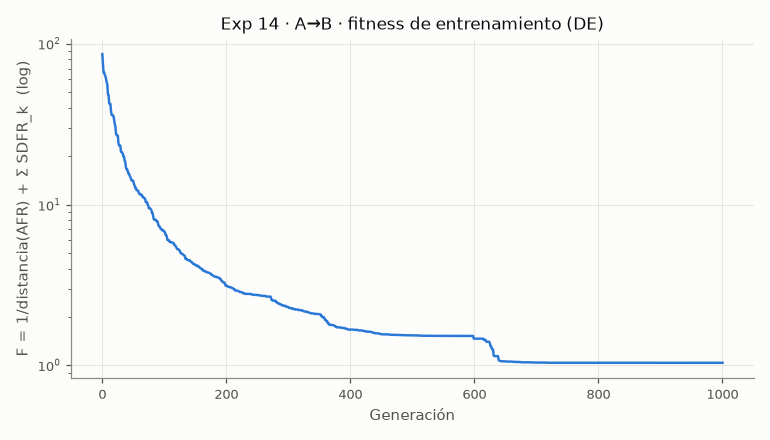 Exp 14 · A→B · fitness de entrenamiento (DE)
F = 1/distancia(AFR) + Σ SDFR_k (log)
10²
10¹
10⁰
0 200 400 600 800 1000
Generación